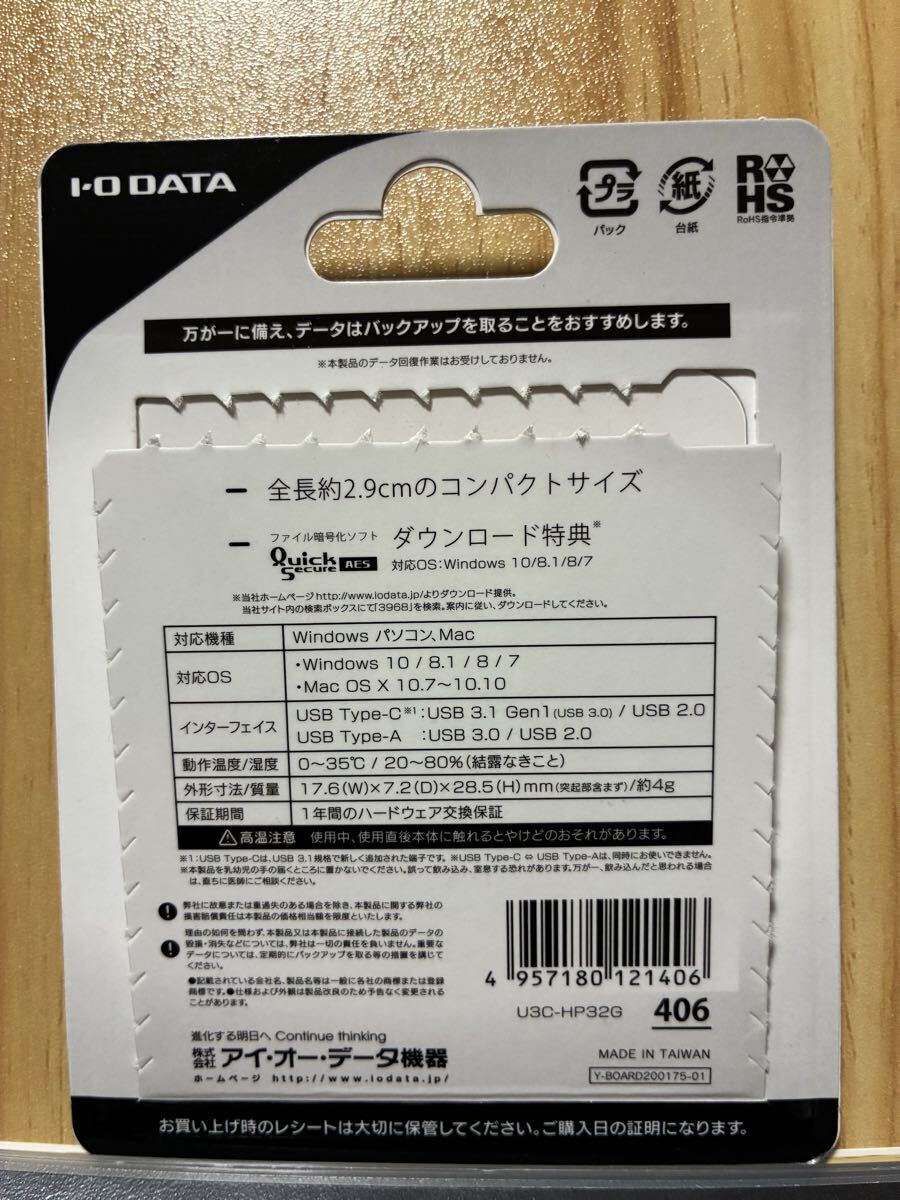 I-O DATA
プラ
パック
紙
台紙
RoHS
RoHS指令準拠
万が一に備え、データはバックアップを取ることをおすすめします。
※本製品のデータ回復作業はお受けしておりません。
− 全長約2.9cmのコンパクトサイズ
− ファイル暗号化ソフト Quick Secure AES ダウンロード特典※
対応OS:Windows 10/8.1/8/7
※当社ホームページhttp://www.iodata.jp/よりダウンロード提供。
当社サイト内の検索ボックスにて「3968」を検索。案内に従い、ダウンロードしてください。
対応機種 Windows パソコン、Mac
対応OS ・Windows 10 / 8.1 / 8 / 7
・Mac OS X 10.7〜10.10
インターフェイス USB Type-C※1:USB 3.1 Gen1(USB 3.0) / USB 2.0
USB Type-A :USB 3.0 / USB 2.0
動作温度/湿度 0〜35℃ / 20〜80%(結露なきこと)
外形寸法/質量 17.6(W)×7.2(D)×28.5(H)mm(突起部含まず)/約4g
保証期間 1年間のハードウェア交換保証
⚠高温注意 使用中、使用直後本体に触れるとやけどのおそれがあります。
※1:USB Type-Cは、USB 3.1規格で新しく追加された端子です。※USB Type-C ⇔ USB Type-Aは、同時にお使いできません。
※本製品を乳幼児の手の届くところに置かないでください。誤って飲み込み、窒息する恐れがあります。万が一、飲み込んだと思われる場合
は、直ちに医師にご相談ください。
弊社に故意または重過失のある場合を除き、本製品に関する弊社の
損害賠償責任は本製品の価格相当額を限度といたします。
理由の如何を問わず、本製品又は本製品に接続した製品のデータの
毀損・消失などについては、弊社は一切の責任を負いません。重要な
データについては、定期的にバックアップを取る等の措置を講じて
ください。
●記載されている会社名、製品名等は一般に各社の商標または登録
商標です。●仕様および外観は製品改良のため予告なく変更される
ことがあります。
4 957180 121406
U3C-HP32G 406
進化する明日へ Continue thinking
株式会社 アイ・オー・データ機器
ホームページ http://www.iodata.jp/
MADE IN TAIWAN
Y-BOARD200175-01
お買い上げ時のレシートは大切に保管してください。ご購入日の証明になります。